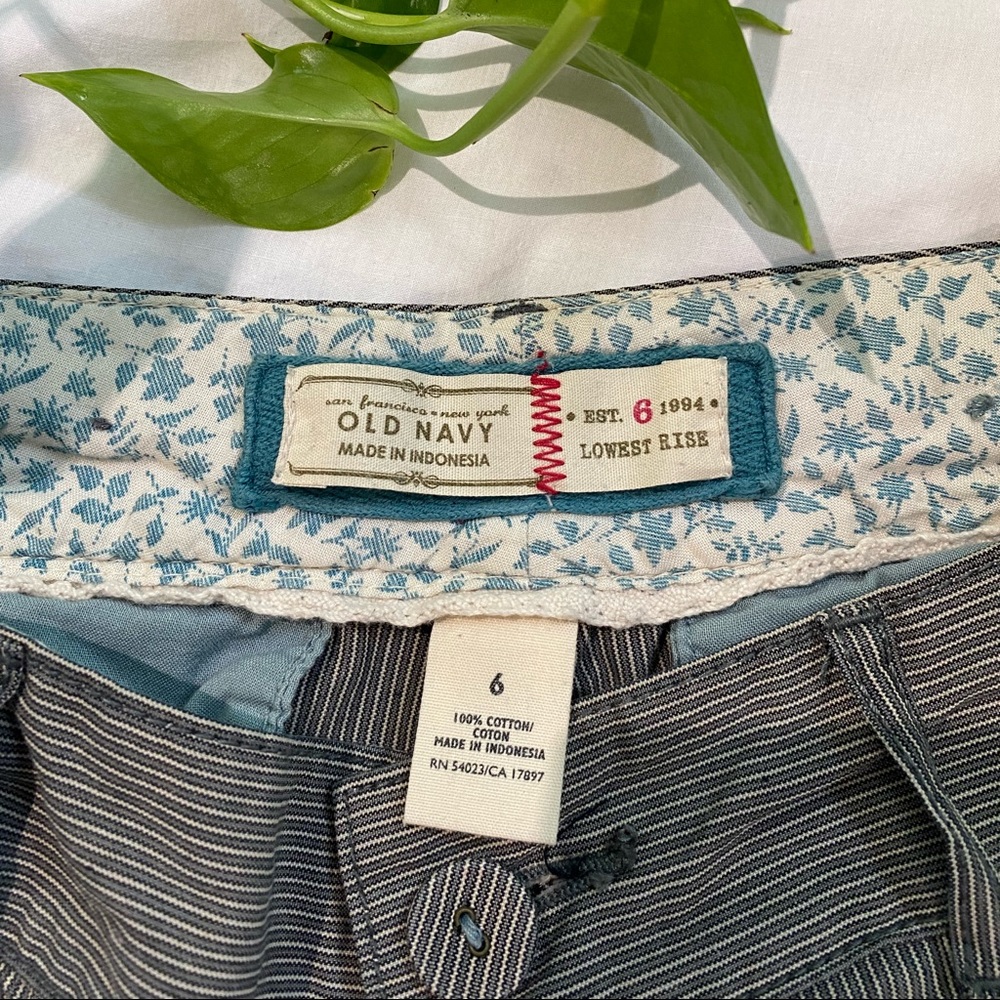 san francisco • new york
OLD NAVY
MADE IN INDONESIA
• EST. 6 1994 •
LOWEST RISE
6
100% COTTON/
COTON
MADE IN INDONESIA
RN 54023/CA 17897